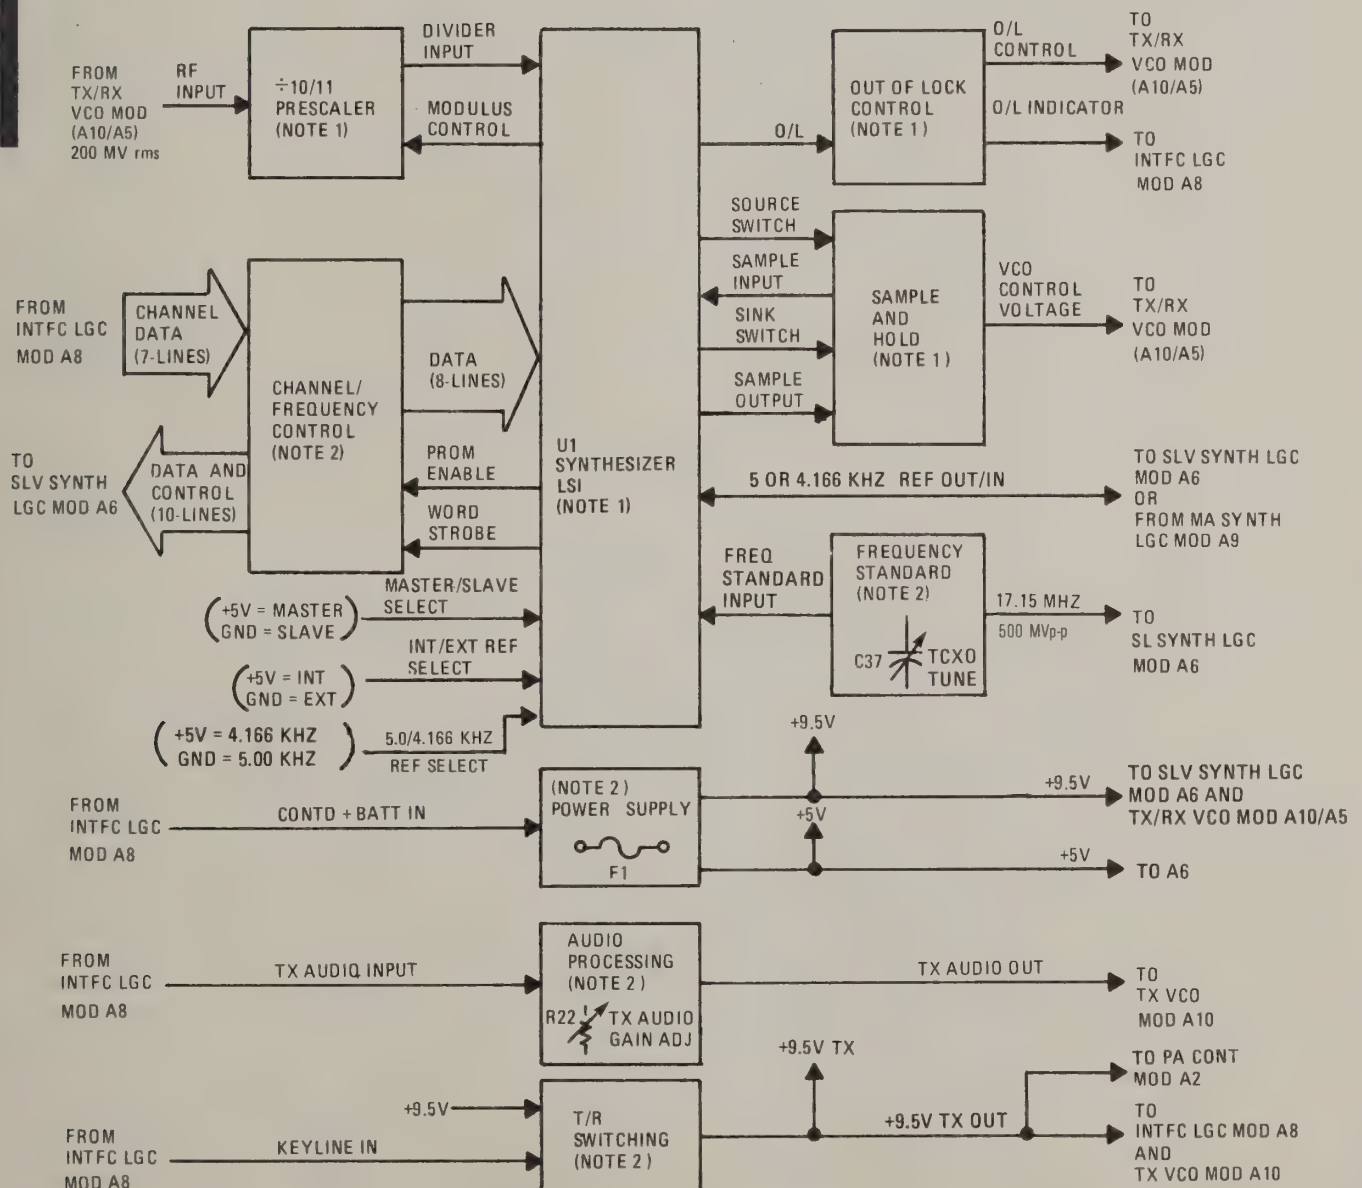 FROM
TX/RX
VCO MOD
(A10/A5)
200 MV rms
RF
INPUT
÷10/11
PRESCALER
(NOTE 1)
DIVIDER
INPUT
MODULUS
CONTROL
O/L
OUT OF LOCK
CONTROL
(NOTE 1)
O/L
CONTROL
TO
TX/RX
VCO MOD
(A10/A5)
O/L INDICATOR
TO
INTFC LGC
MOD A8
FROM
INTFC LGC
MOD A8
CHANNEL
DATA
(7-LINES)
TO
SLV SYNTH
LGC MOD A6
DATA AND
CONTROL
(10-LINES)
CHANNEL/
FREQUENCY
CONTROL
(NOTE 2)
DATA
(8-LINES)
PROM
ENABLE
WORD
STROBE
U1
SYNTHESIZER
LSI
(NOTE 1)
SOURCE
SWITCH
SAMPLE
INPUT
SINK
SWITCH
SAMPLE
OUTPUT
SAMPLE
AND
HOLD
(NOTE 1)
VCO
CONTROL
VOLTAGE
TO
TX/RX
VCO MOD
(A10/A5)
5 OR 4.166 KHZ REF OUT/IN
TO SLV SYNTH LGC
MOD A6
OR
FROM MA SYNTH
LGC MOD A9
FREQ
STANDARD
INPUT
FREQUENCY
STANDARD
(NOTE 2)
C37 TCXO
TUNE
17.15 MHZ
500 MVp-p
TO
SL SYNTH LGC
MOD A6
(+5V = MASTER
GND = SLAVE)
MASTER/SLAVE
SELECT
(+5V = INT
GND = EXT)
INT/EXT REF
SELECT
(+5V = 4.166 KHZ
GND = 5.00 KHZ)
5.0/4.166 KHZ
REF SELECT
FROM
INTFC LGC
MOD A8
CONTD + BATT IN
(NOTE 2)
POWER SUPPLY
F1
+9.5V
+9.5V
TO SLV SYNTH LGC
MOD A6 AND
TX/RX VCO MOD A10/A5
+5V
+5V
TO A6
FROM
INTFC LGC
MOD A8
TX AUDIO INPUT
AUDIO
PROCESSING
(NOTE 2)
R22 TX AUDIO
GAIN ADJ
TX AUDIO OUT
TO
TX VCO
MOD A10
+9.5V
FROM
INTFC LGC
MOD A8
KEYLINE IN
T/R
SWITCHING
(NOTE 2)
+9.5V TX
+9.5V TX OUT
TO PA CONT
MOD A2
TO
INTFC LGC MOD A8
AND
TX VCO MOD A10